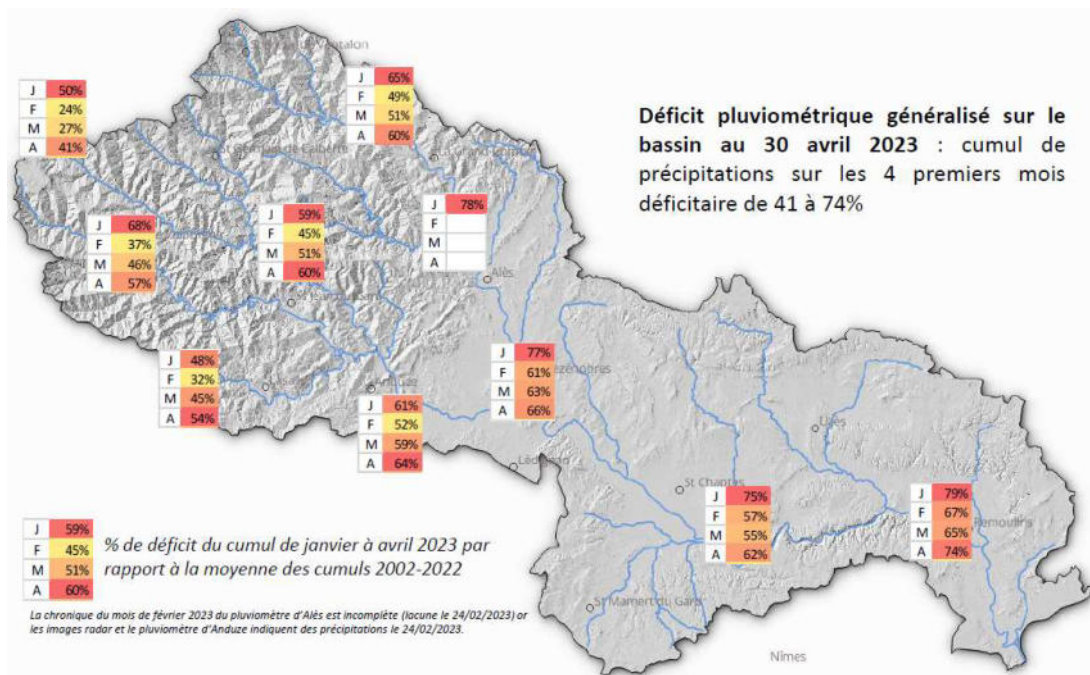 J 50%
F 24%
M 27%
A 41%
J 65%
F 49%
M 51%
A 60%
Déficit pluviométrique généralisé sur le
bassin au 30 avril 2023 : cumul de
précipitations sur les 4 premiers mois
déficitaire de 41 à 74%
St Germain de Calberte
J 68%
F 37%
M 46%
A 57%
J 59%
F 45%
M 51%
A 60%
J 78%
F
M
A
Alès
J 48%
F 32%
M 45%
A 54%
Anduze
J 61%
F 52%
M 59%
A 64%
J 77%
F 61%
M 63%
A 66%
Uzès
St Chaptes
J 75%
F 57%
M 55%
A 62%
J 79%
F 67%
M 65%
A 74%
Remoulins
J 59%
F 45%
M 51%
A 60%
% de déficit du cumul de janvier à avril 2023 par
rapport à la moyenne des cumuls 2002-2022
La chronique du mois de février 2023 du pluviomètre d'Alès est incomplète (lacune le 24/02/2023) or
les images radar et le pluviomètre d'Anduze indiquent des précipitations le 24/02/2023.
St Mamert du Gard
Nîmes